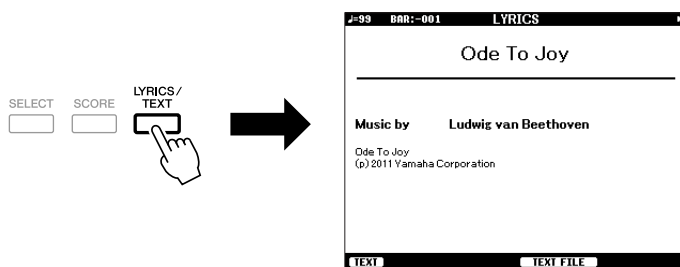 SELECT
SCORE
LYRICS/
TEXT
♩=99 BAR:-001 LYRICS
Ode To Joy
Music by Ludwig van Beethoven
Ode To Joy
(p) 2011 Yamaha Corporation
TEXT
TEXT FILE